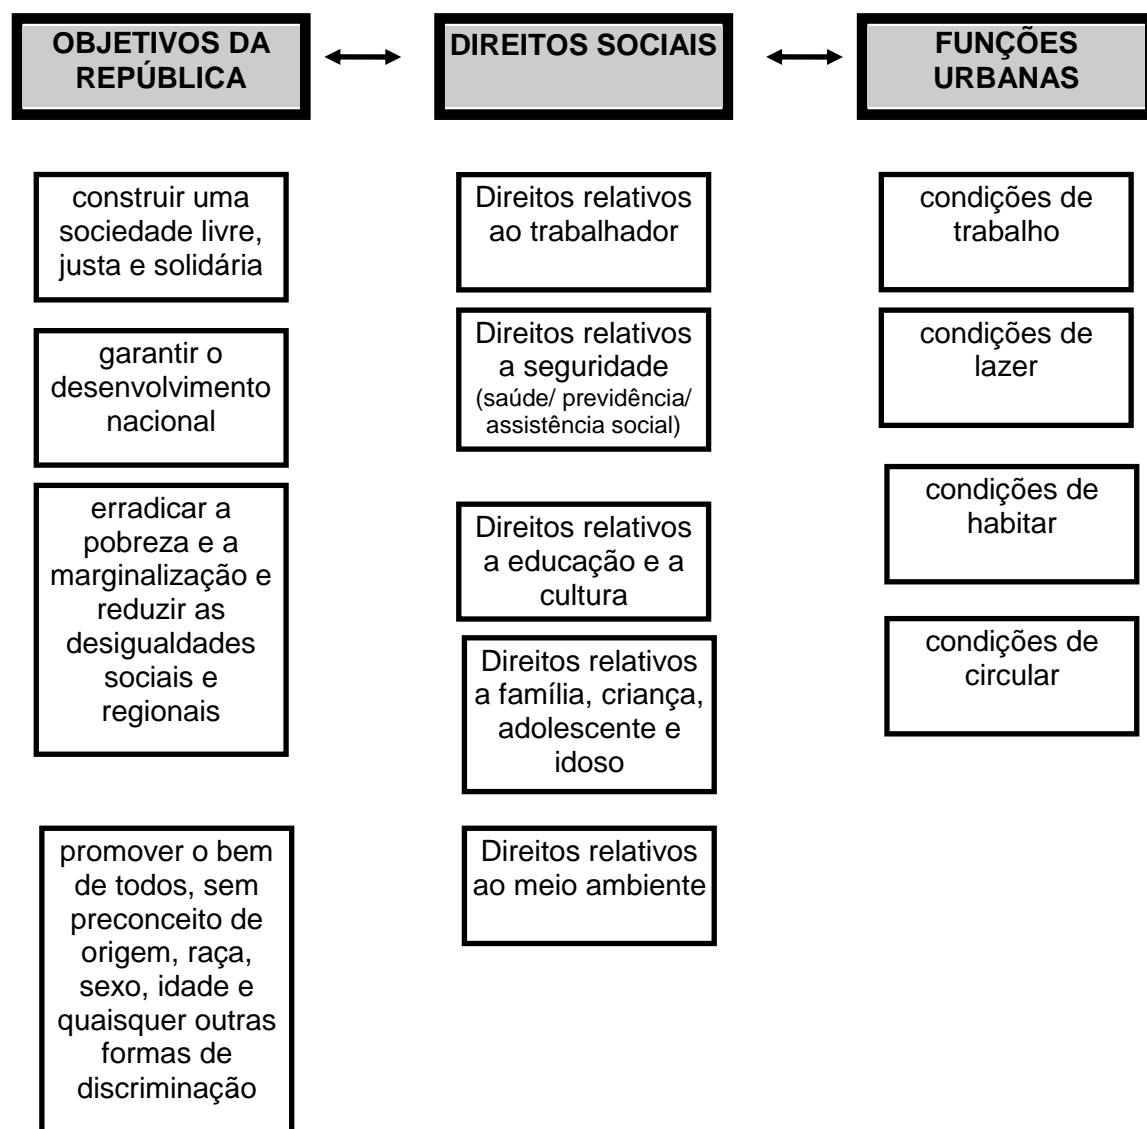 OBJETIVOS DA
REPÚBLICA
DIREITOS SOCIAIS
FUNÇÕES
URBANAS
construir uma
sociedade livre,
justa e solidária
garantir o
desenvolvimento
nacional
erradicar a
pobreza e a
marginalização e
reduzir as
desigualdades
sociais e
regionais
promover o bem
de todos, sem
preconceito de
origem, raça,
sexo, idade e
quaisquer outras
formas de
discriminação
Direitos relativos
ao trabalhador
Direitos relativos
a seguridade
(saúde/ previdência/
assistência social)
Direitos relativos
a educação e a
cultura
Direitos relativos
a família, criança,
adolescente e
idoso
Direitos relativos
ao meio ambiente
condições de
trabalho
condições de
lazer
condições de
habitar
condições de
circular